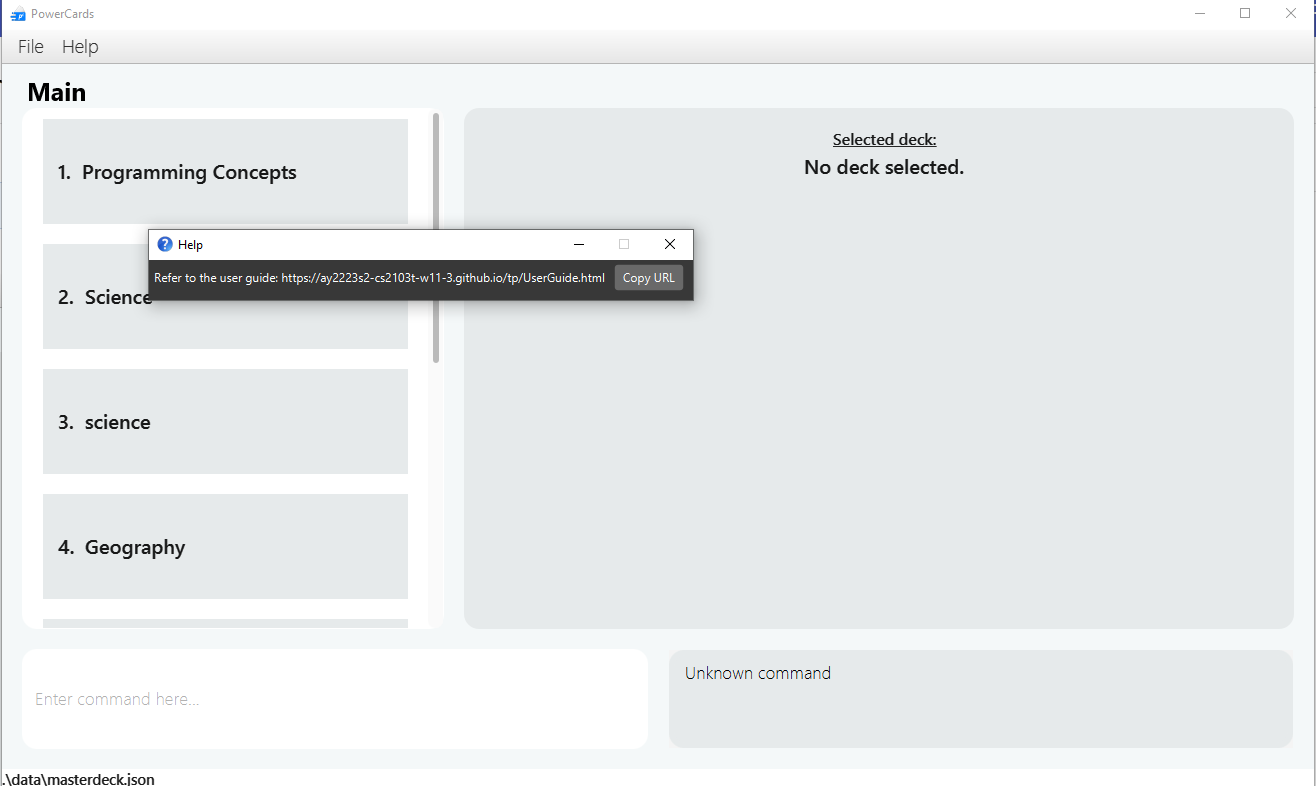 PowerCards
File Help
Main
1. Programming Concepts
2. Science
3. science
4. Geography
Selected deck:
No deck selected.
Help
Refer to the user guide: https://ay2223s2-cs2103t-w11-3.github.io/tp/UserGuide.html Copy URL
Enter command here...
Unknown command
.\data\masterdeck.json